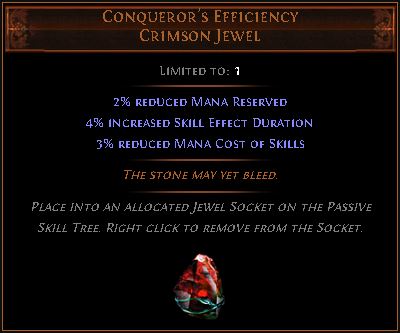 Conqueror's Efficiency
Crimson Jewel
Limited to: 1
2% reduced Mana Reserved
4% increased Skill Effect Duration
3% reduced Mana Cost of Skills
The stone may yet bleed.
Place into an allocated Jewel Socket on the Passive
Skill Tree. Right click to remove from the Socket.